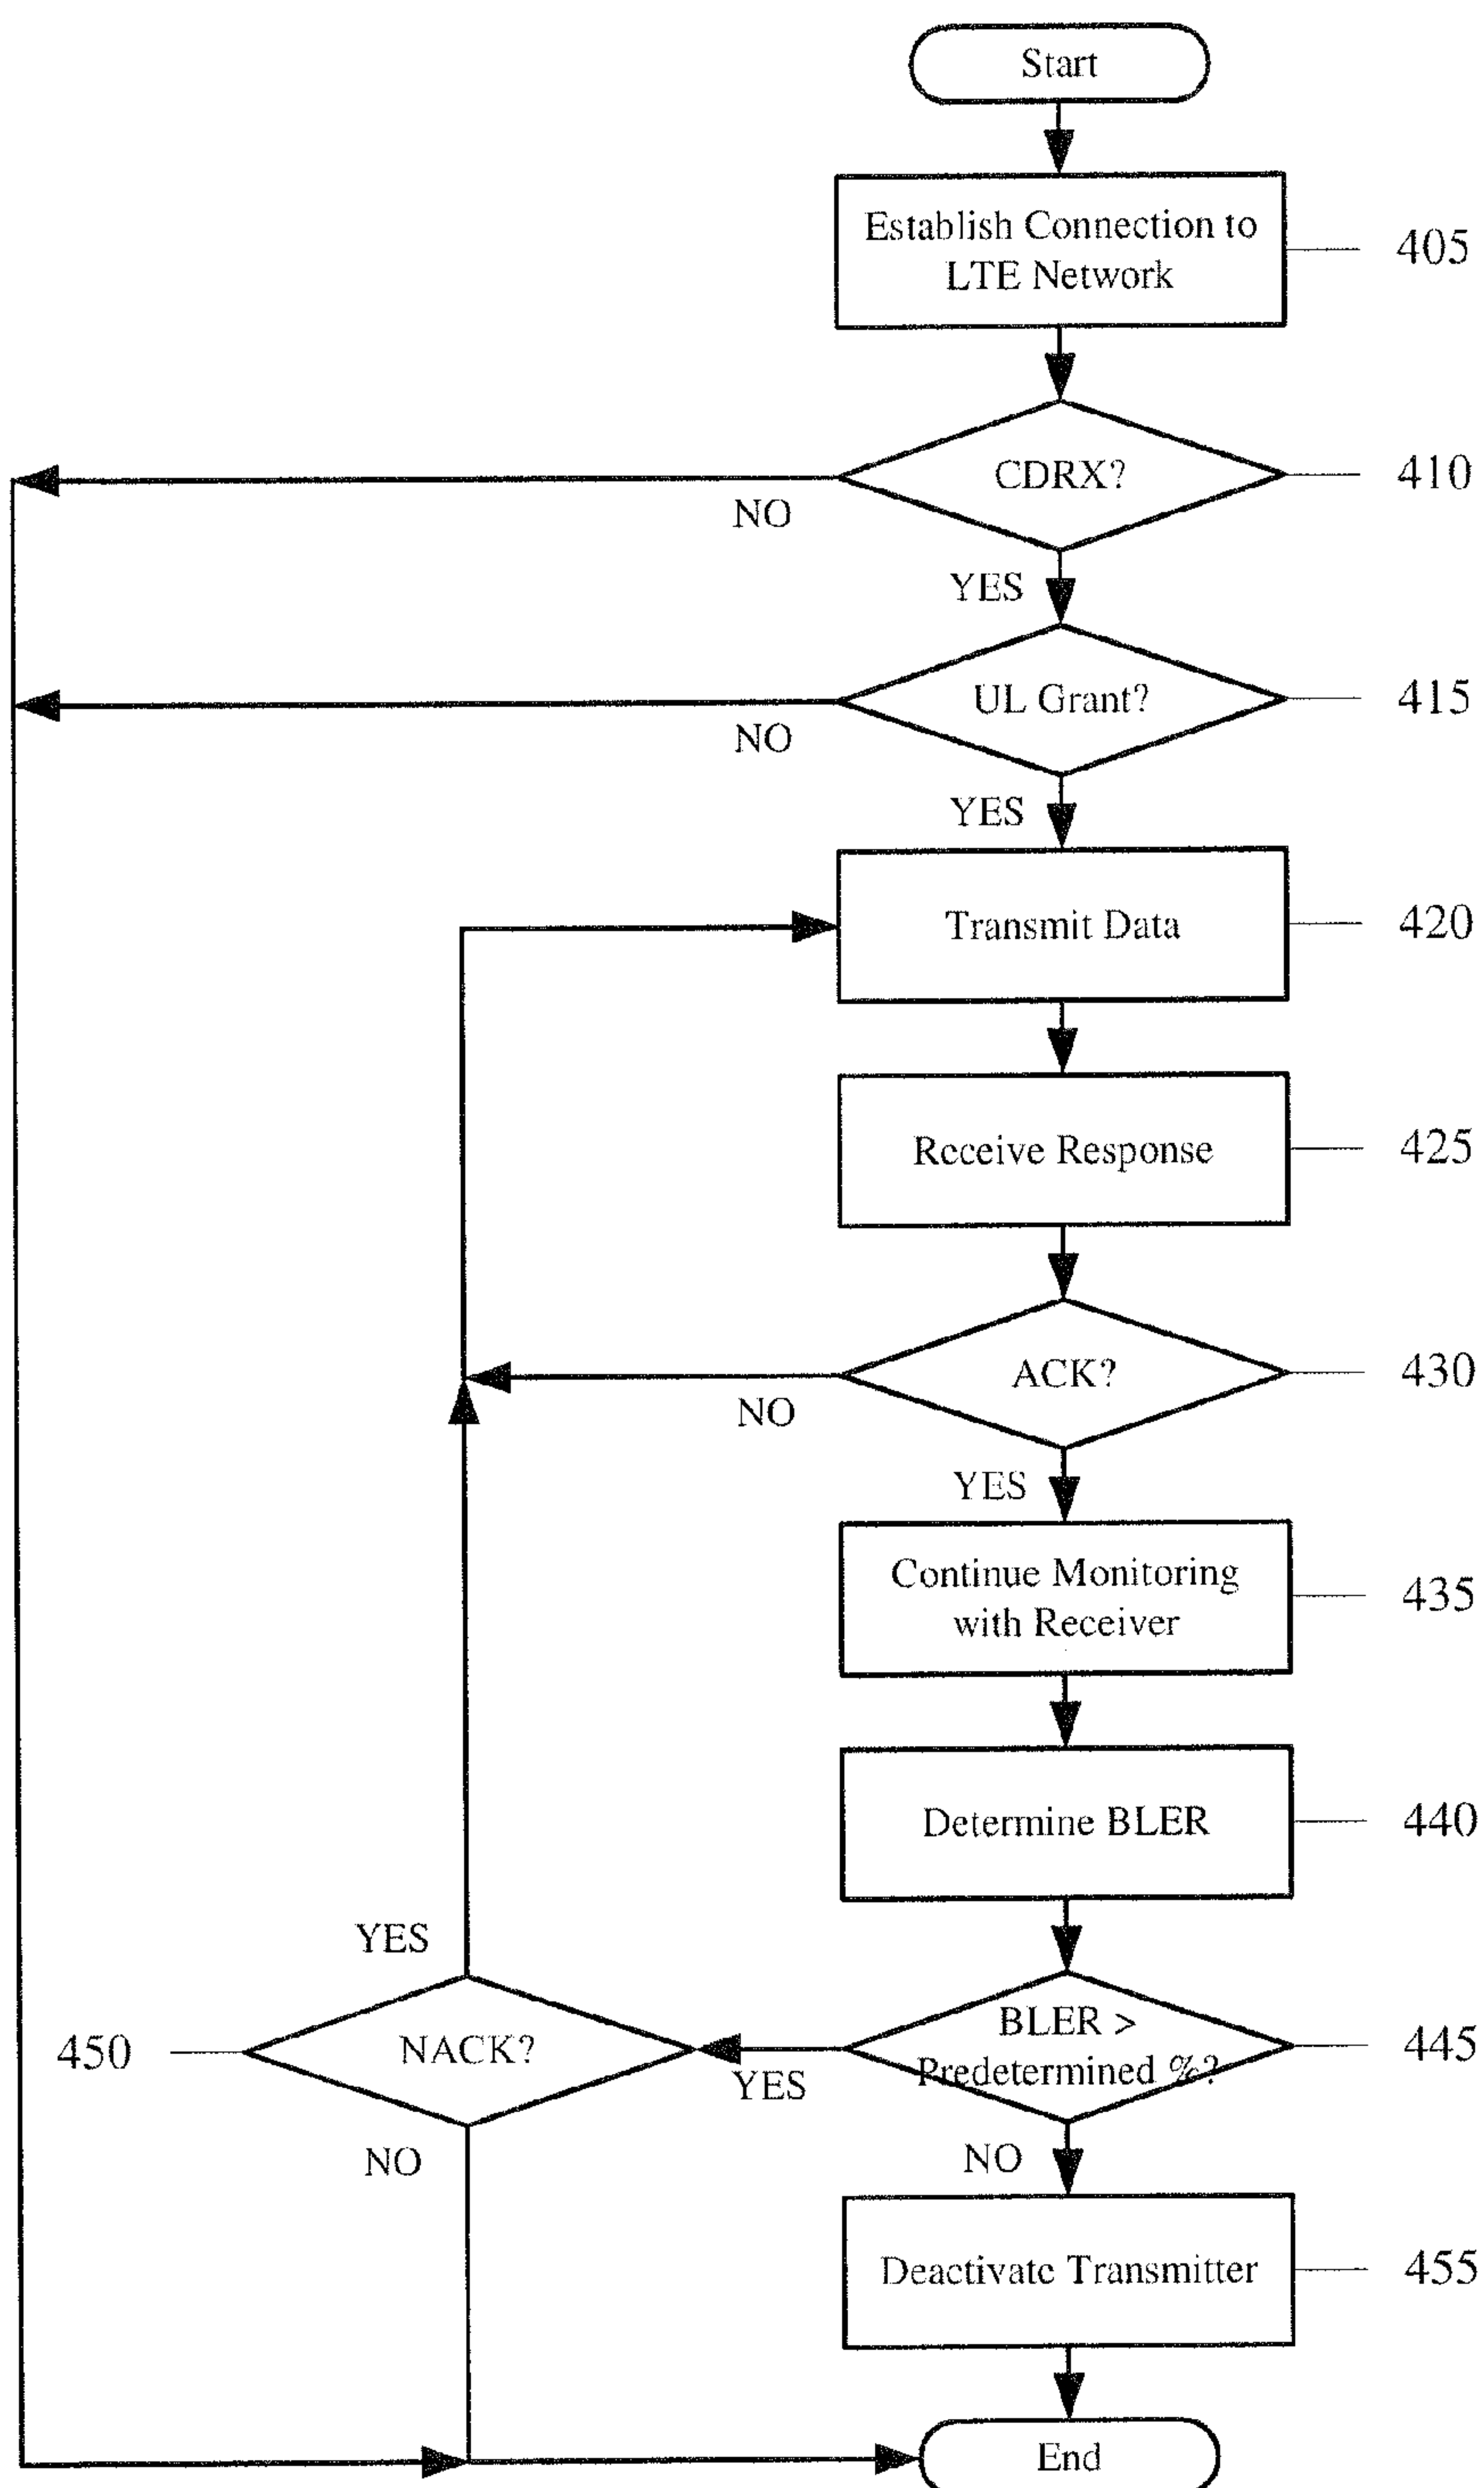 Start
Establish Connection to
LTE Network
405
CDRX?
410
NO
YES
UL Grant?
415
NO
YES
Transmit Data
420
Receive Response
425
ACK?
430
NO
YES
Continue Monitoring
with Receiver
435
Determine BLER
440
YES
450
NACK?
BLER >
Predetermined %?
445
YES
NO
NO
Deactivate Transmitter
455
End